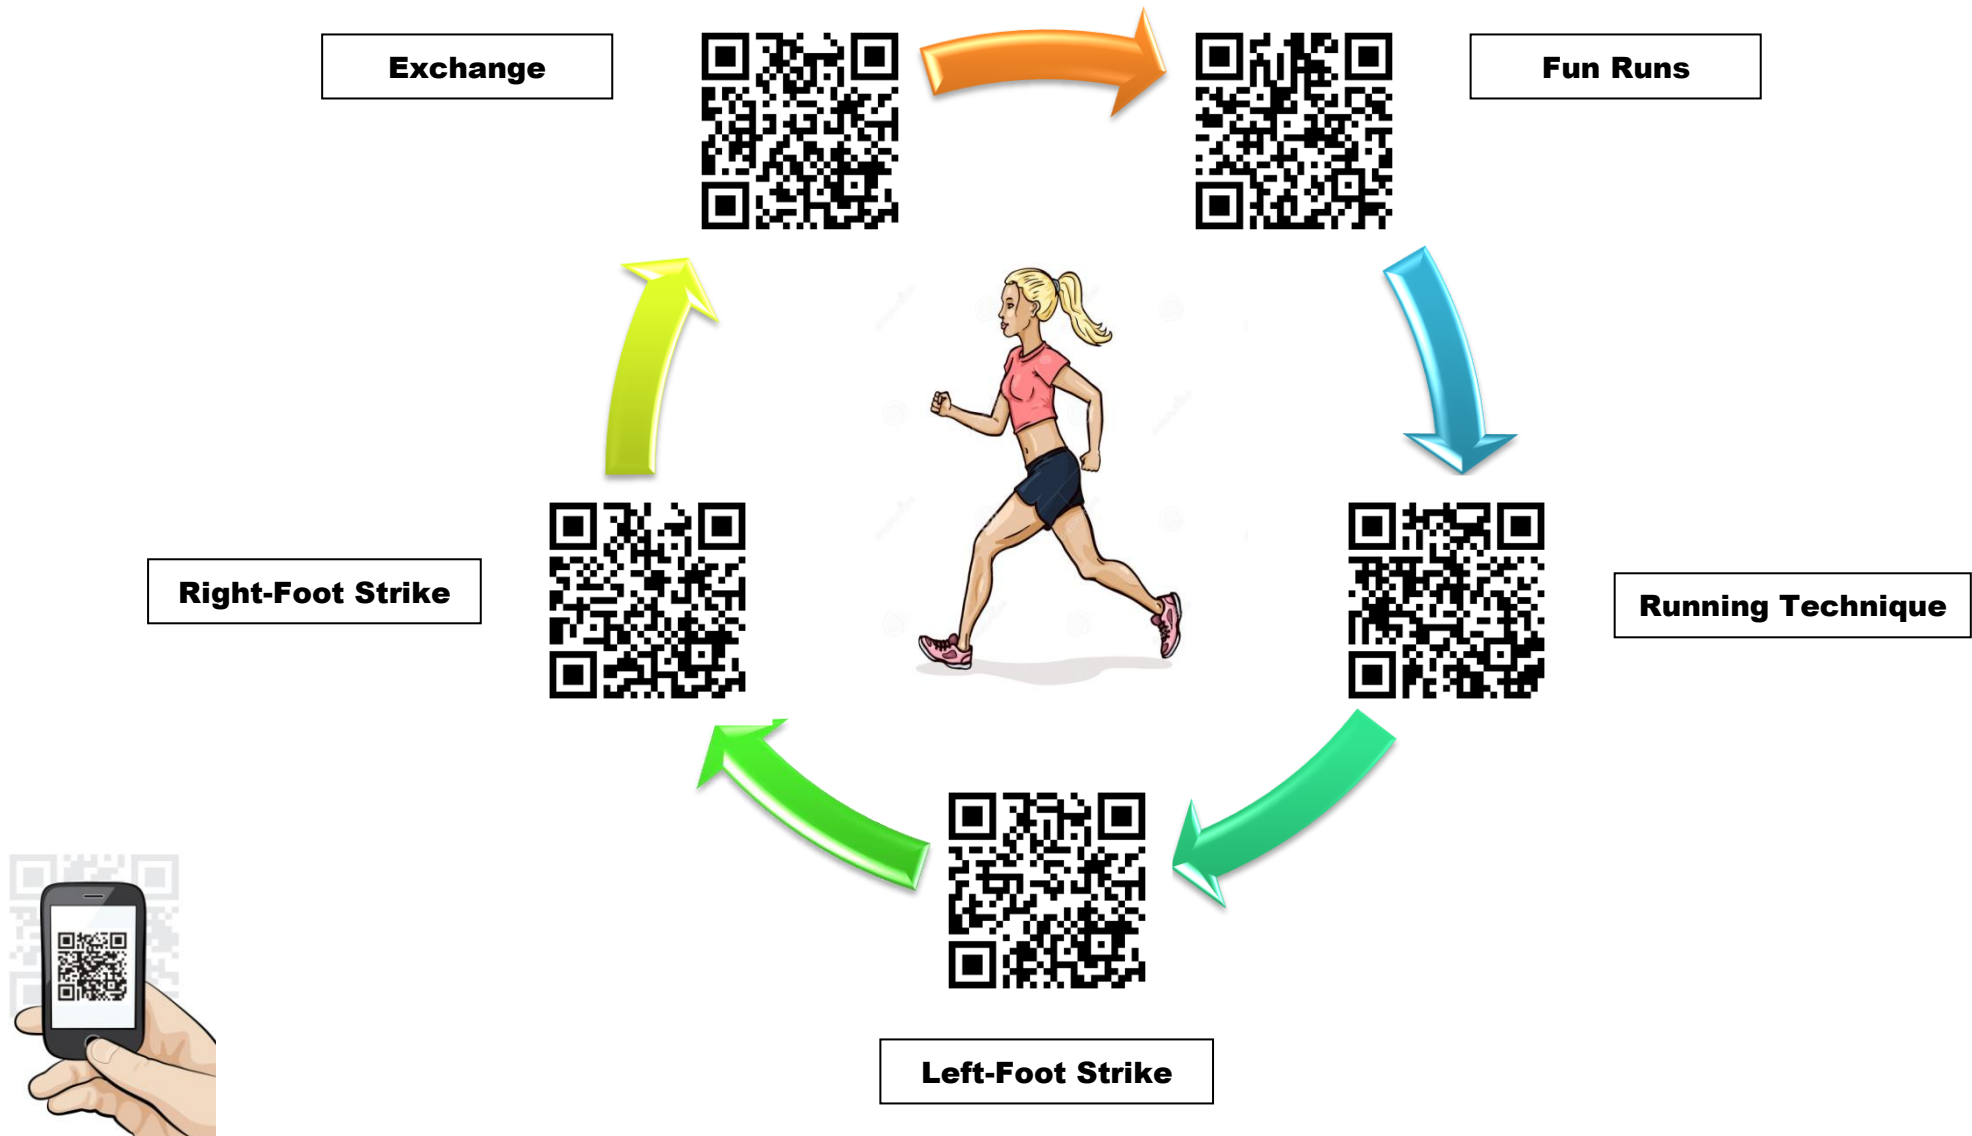 Exchange
Fun Runs
Right-Foot Strike
Running Technique
Left-Foot Strike